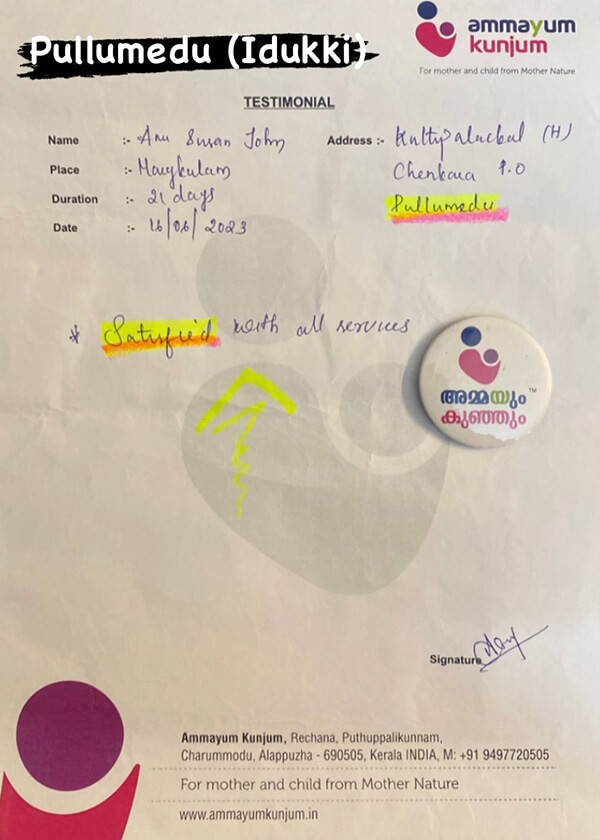 Pullumedu (Idukki)
ammayum
kunjum
For mother and child from Mother Nature
TESTIMONIAL
Name :- Anu Susan John
Address :- (H)
Place :-
Chenkara P.O
Duration :- 21 days
Pullumedu
Date :- 16/06/2023
* Satisfied with all services
അമ്മയും TM
കുഞ്ഞും
Signature
Ammayum Kunjum, Rechana, Puthuppalikunnam,
Charummodu, Alappuzha - 690505, Kerala INDIA, M: +91 9497720505
For mother and child from Mother Nature
www.ammayumkunjum.in